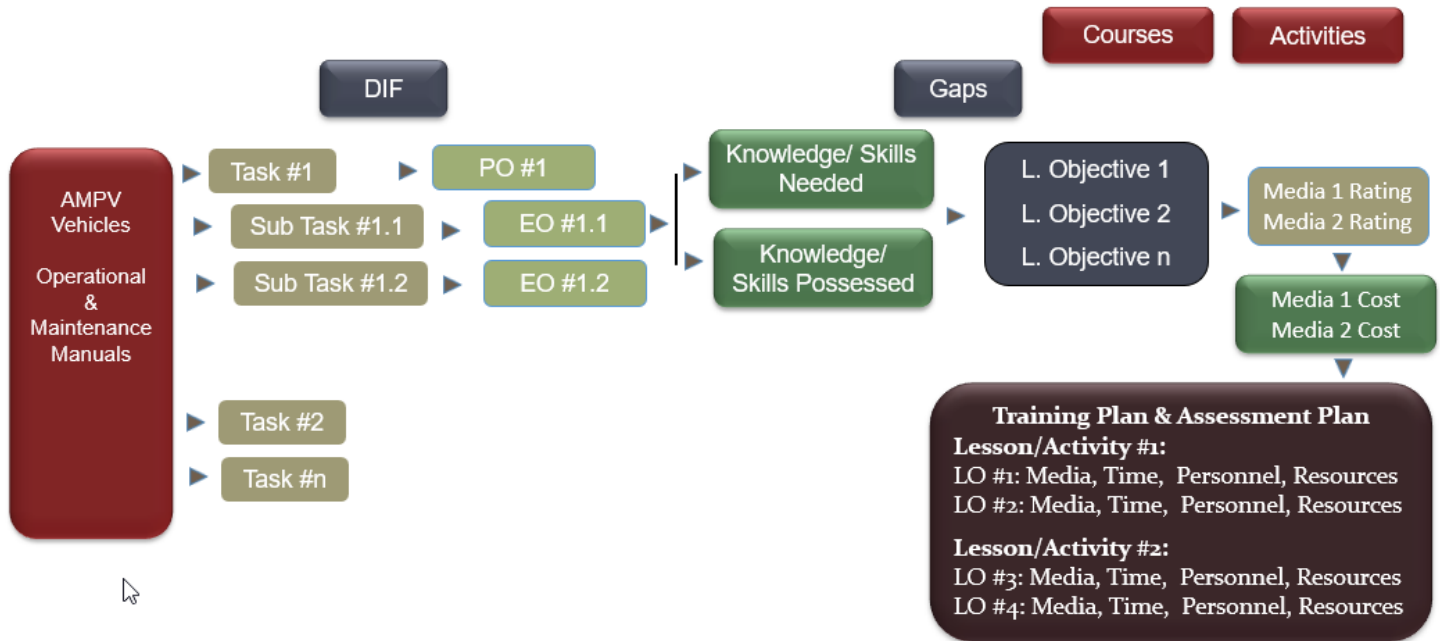 Courses
Activities
DIF
Gaps
AMPV
Vehicles
Operational
&
Maintenance
Manuals
Task #1
PO #1
Sub Task #1.1
EO #1.1
Sub Task #1.2
EO #1.2
Task #2
Task #n
Knowledge/ Skills
Needed
Knowledge/
Skills Possessed
L. Objective 1
L. Objective 2
L. Objective n
Media 1 Rating
Media 2 Rating
Media 1 Cost
Media 2 Cost
Training Plan & Assessment Plan
Lesson/Activity #1:
LO #1: Media, Time, Personnel, Resources
LO #2: Media, Time, Personnel, Resources
Lesson/Activity #2:
LO #3: Media, Time, Personnel, Resources
LO #4: Media, Time, Personnel, Resources